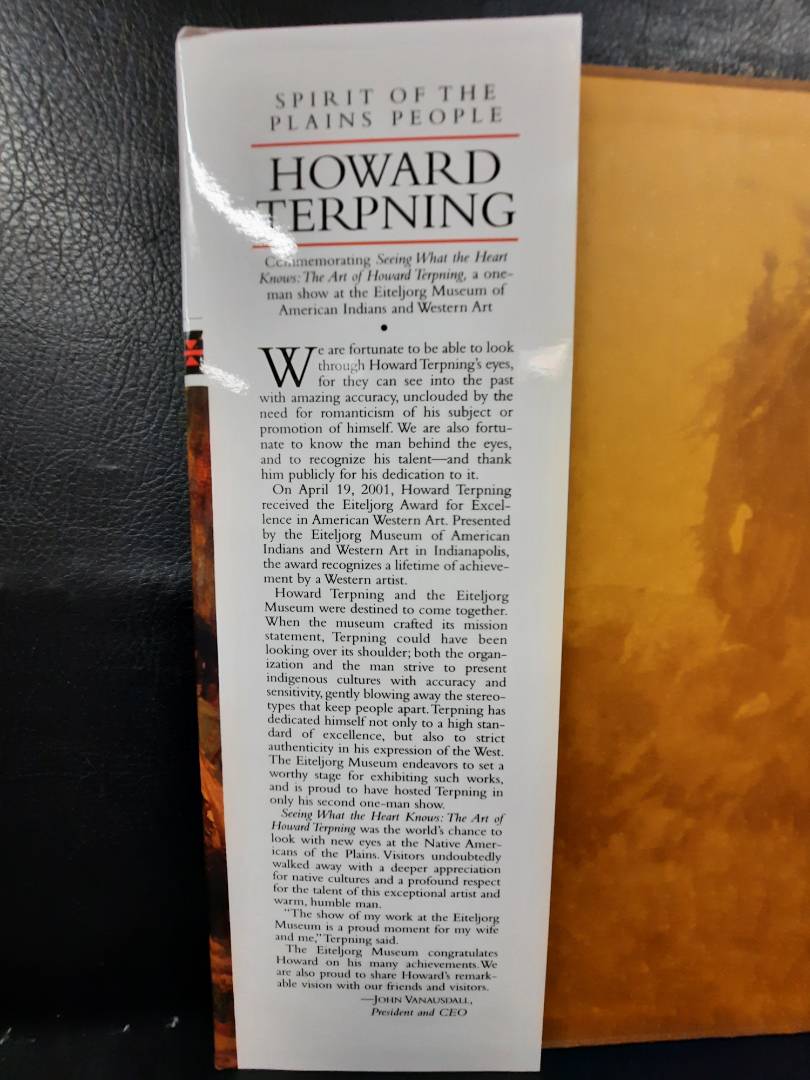 SPIRIT OF THE
PLAINS PEOPLE
HOWARD
TERPNING
Commemorating Seeing What the Heart
Knows: The Art of Howard Terpning, a one-
man show at the Eiteljorg Museum of
American Indians and Western Art
•
We are fortunate to be able to look
through Howard Terpning's eyes,
for they can see into the past
with amazing accuracy, unclouded by the
need for romanticism of his subject or
promotion of himself. We are also fortu-
nate to know the man behind the eyes,
and to recognize his talent—and thank
him publicly for his dedication to it.
On April 19, 2001, Howard Terpning
received the Eiteljorg Award for Excel-
lence in American Western Art. Presented
by the Eiteljorg Museum of American
Indians and Western Art in Indianapolis,
the award recognizes a lifetime of achieve-
ment by a Western artist.
Howard Terpning and the Eiteljorg
Museum were destined to come together.
When the museum crafted its mission
statement, Terpning could have been
looking over its shoulder; both the organ-
ization and the man strive to present
indigenous cultures with accuracy and
sensitivity, gently blowing away the stereo-
types that keep people apart. Terpning has
dedicated himself not only to a high stan-
dard of excellence, but also to strict
authenticity in his expression of the West.
The Eiteljorg Museum endeavors to set a
worthy stage for exhibiting such works,
and is proud to have hosted Terpning in
only his second one-man show.
Seeing What the Heart Knows: The Art of
Howard Terpning was the world's chance to
look with new eyes at the Native Amer-
icans of the Plains. Visitors undoubtedly
walked away with a deeper appreciation
for native cultures and a profound respect
for the talent of this exceptional artist and
warm, humble man.
"The show of my work at the Eiteljorg
Museum is a proud moment for my wife
and me," Terpning said.
The Eiteljorg Museum congratulates
Howard on his many achievements. We
are also proud to share Howard's remark-
able vision with our friends and visitors.
—JOHN VANAUSDALL,
President and CEO